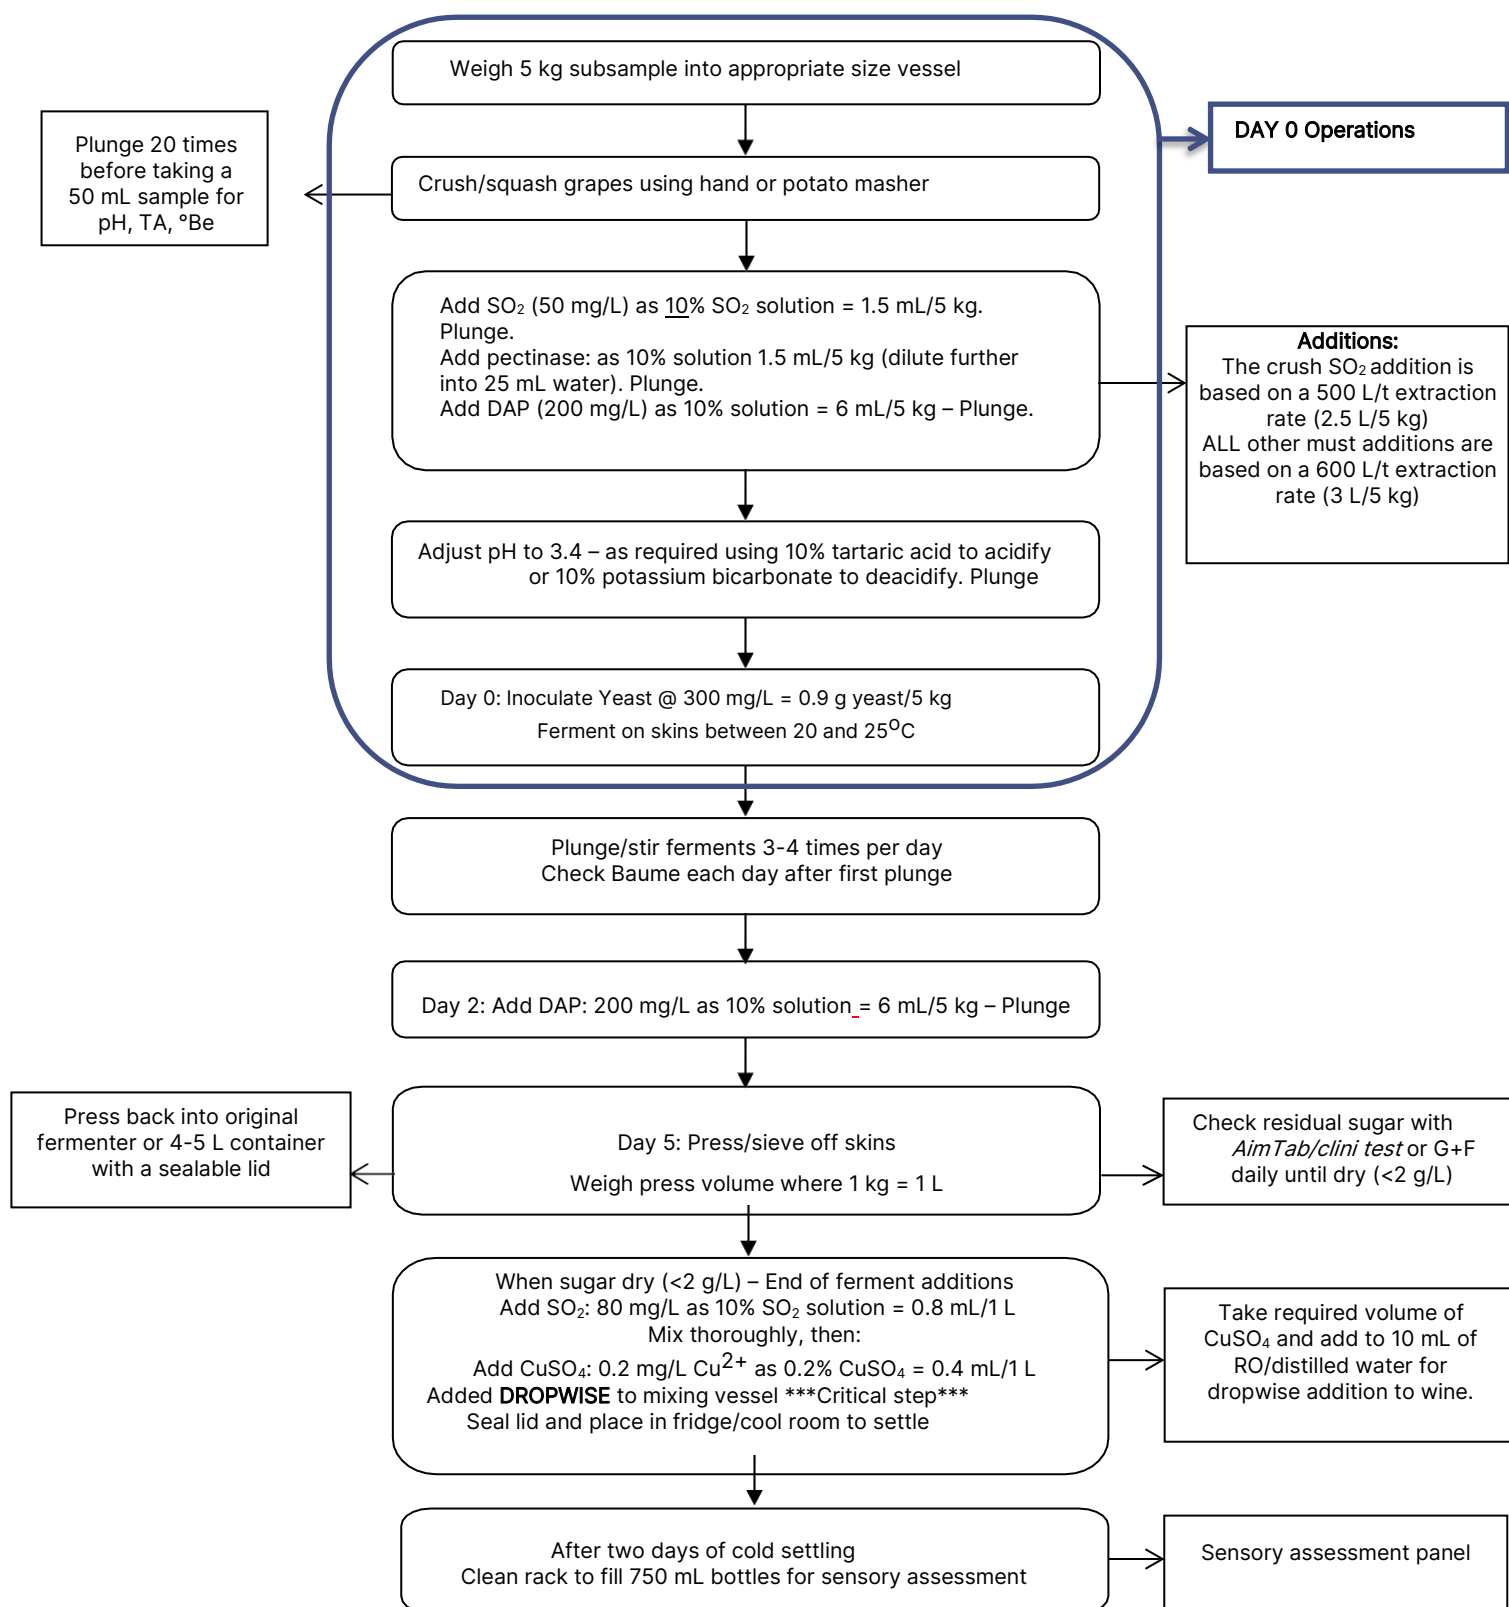 Weigh 5 kg subsample into appropriate size vessel
DAY 0 Operations
Plunge 20 times
before taking a
50 mL sample for
pH, TA, °Be
Crush/squash grapes using hand or potato masher
Add SO₂ (50 mg/L) as 10% SO₂ solution = 1.5 mL/5 kg.
Plunge.
Add pectinase: as 10% solution 1.5 mL/5 kg (dilute further
into 25 mL water). Plunge.
Add DAP (200 mg/L) as 10% solution = 6 mL/5 kg – Plunge.
Additions:
The crush SO₂ addition is
based on a 500 L/t extraction
rate (2.5 L/5 kg)
ALL other must additions are
based on a 600 L/t extraction
rate (3 L/5 kg)
Adjust pH to 3.4 – as required using 10% tartaric acid to acidify
or 10% potassium bicarbonate to deacidify. Plunge
Day 0: Inoculate Yeast @ 300 mg/L = 0.9 g yeast/5 kg
Ferment on skins between 20 and 25°C
Plunge/stir ferments 3-4 times per day
Check Baume each day after first plunge
Day 2: Add DAP: 200 mg/L as 10% solution = 6 mL/5 kg – Plunge
Press back into original
fermenter or 4-5 L container
with a sealable lid
Day 5: Press/sieve off skins
Weigh press volume where 1 kg = 1 L
Check residual sugar with
AimTab/clini test or G+F
daily until dry (<2 g/L)
When sugar dry (<2 g/L) – End of ferment additions
Add SO₂: 80 mg/L as 10% SO₂ solution = 0.8 mL/1 L
Mix thoroughly, then:
Add CuSO₄: 0.2 mg/L Cu²⁺ as 0.2% CuSO₄ = 0.4 mL/1 L
Added DROPWISE to mixing vessel ***Critical step***
Seal lid and place in fridge/cool room to settle
Take required volume of
CuSO₄ and add to 10 mL of
RO/distilled water for
dropwise addition to wine.
After two days of cold settling
Clean rack to fill 750 mL bottles for sensory assessment
Sensory assessment panel